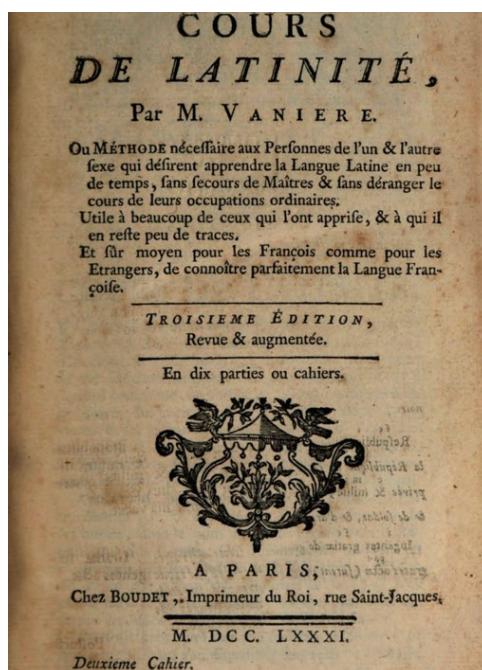 COURS
DE LATINITÉ,
Par M. VANIERE.
Ou MÉTHODE néceſſaire aux Perſonnes de l'un & l'autre
ſexe qui déſirent apprendre la Langue Latine en peu
de temps, ſans ſecours de Maîtres & ſans déranger le
cours de leurs occupations ordinaires.
Utile à beaucoup de ceux qui l'ont appriſe, & à qui il
en reſte peu de traces.
Et ſûr moyen pour les François comme pour les
Etrangers, de connoître parfaitement la Langue Fran-
çoiſe.
TROISIEME ÉDITION,
Revue & augmentée.
En dix parties ou cahiers.
A PARIS,
Chez BOUDET, Imprimeur du Roi, rue Saint-Jacques,
M. DCC. LXXXI.
Deuxieme Cahier.